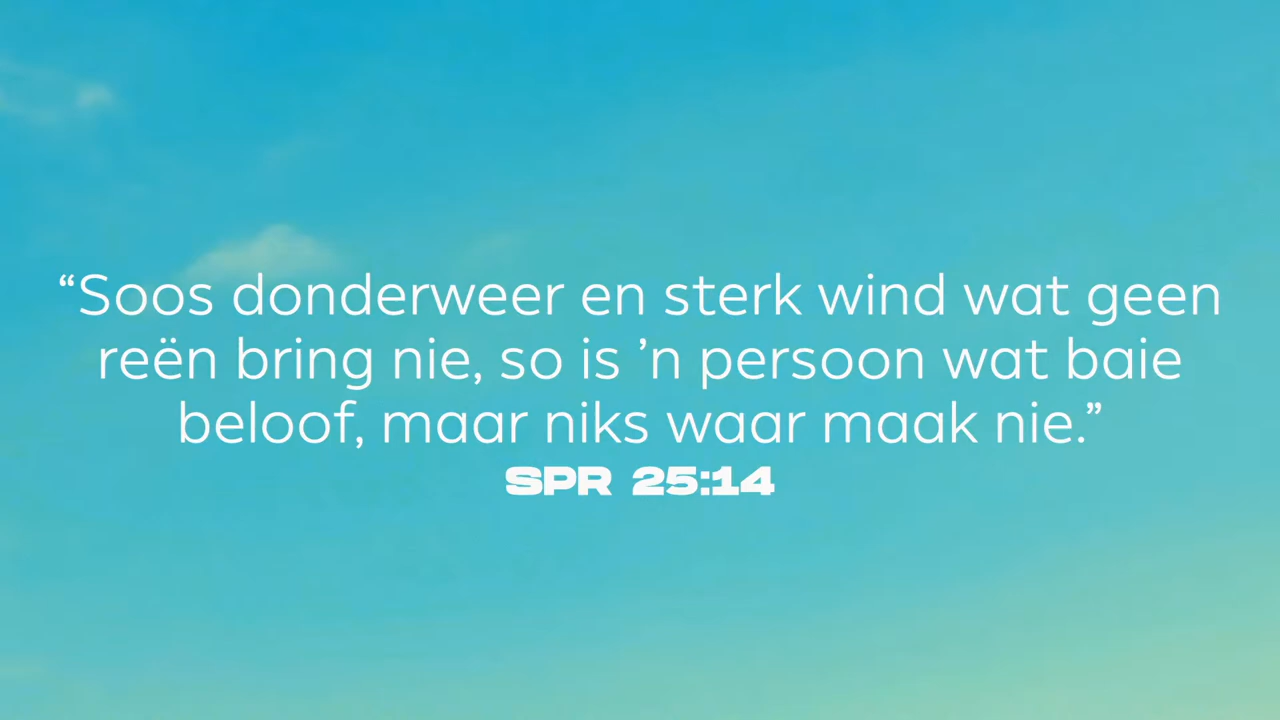 “Soos donderweer en sterk wind wat geen
reën bring nie, so is ’n persoon wat baie
beloof, maar niks waar maak nie.”
SPR 25:14